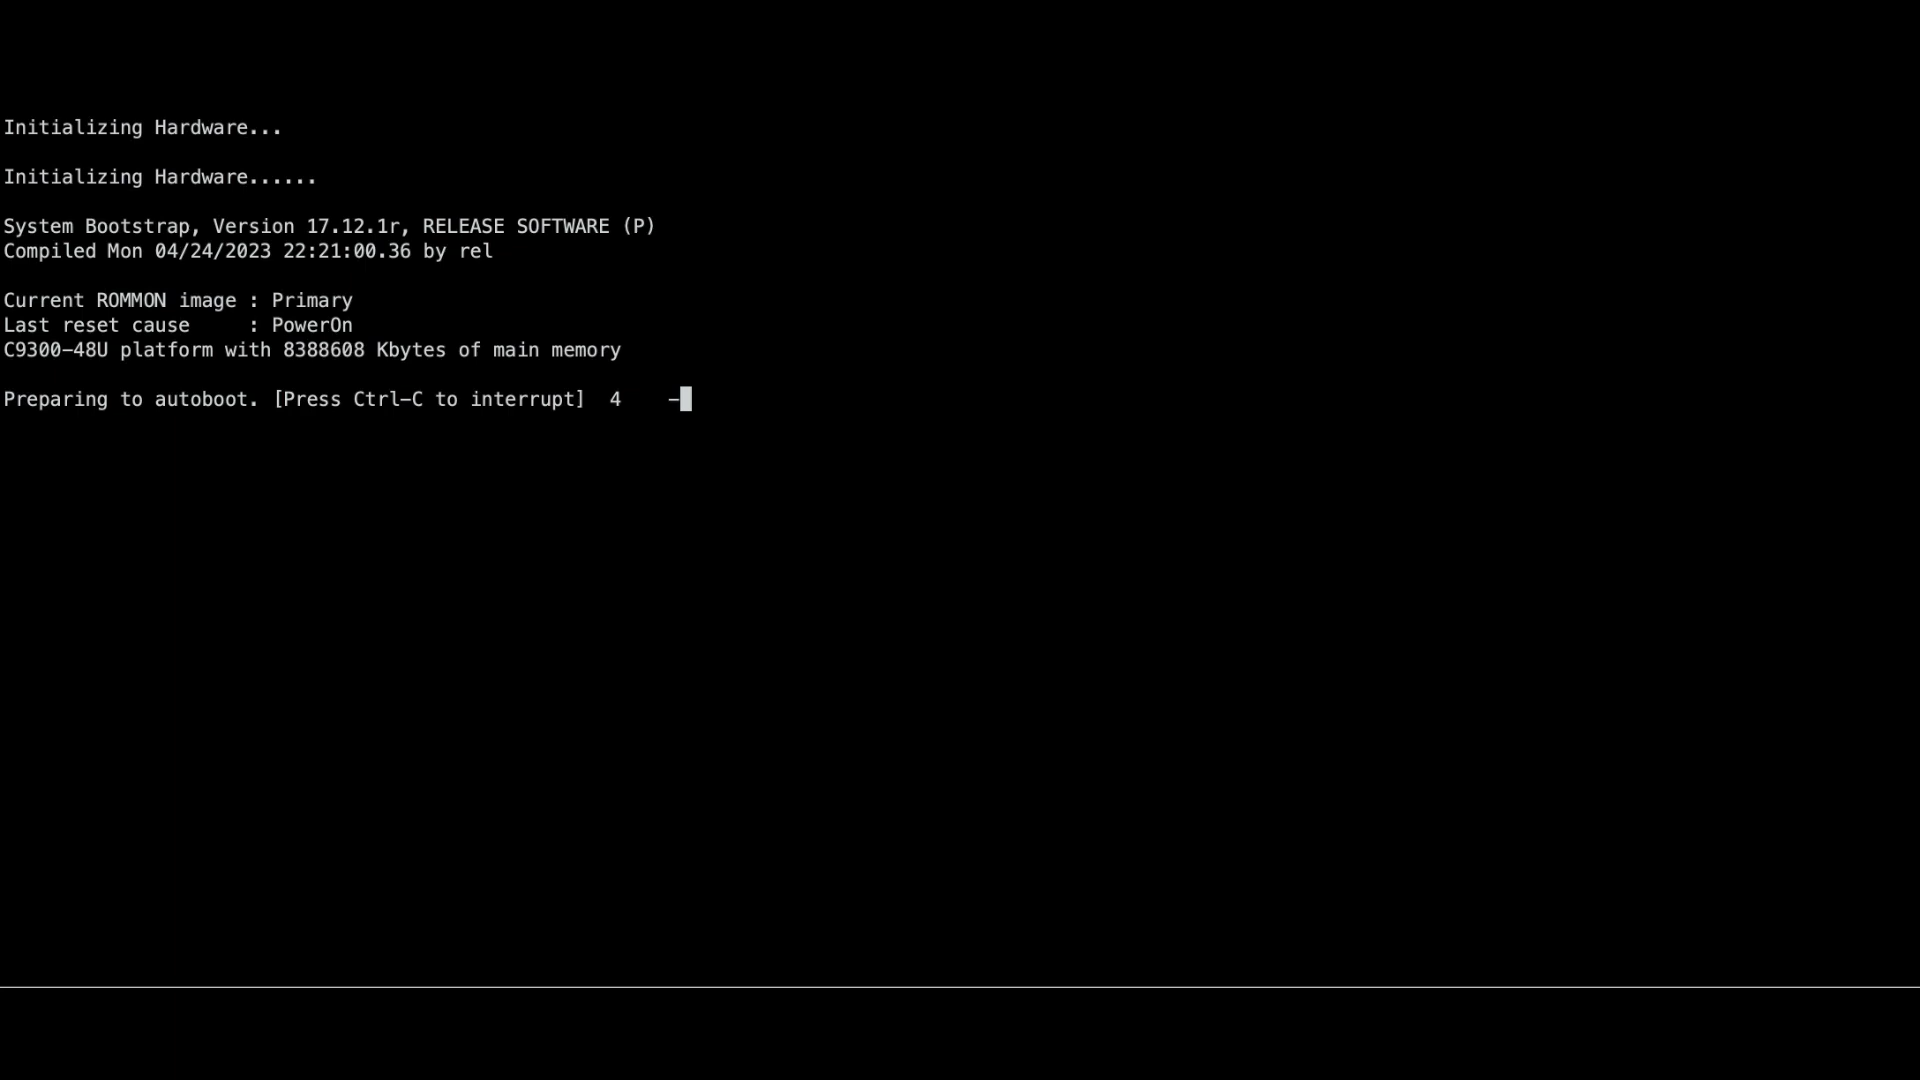 Initializing Hardware...
Initializing Hardware......
System Bootstrap, Version 17.12.1r, RELEASE SOFTWARE (P)
Compiled Mon 04/24/2023 22:21:00.36 by rel
Current ROMMON image : Primary
Last reset cause     : PowerOn
C9300-48U platform with 8388608 Kbytes of main memory
Preparing to autoboot. [Press Ctrl-C to interrupt]  4    -